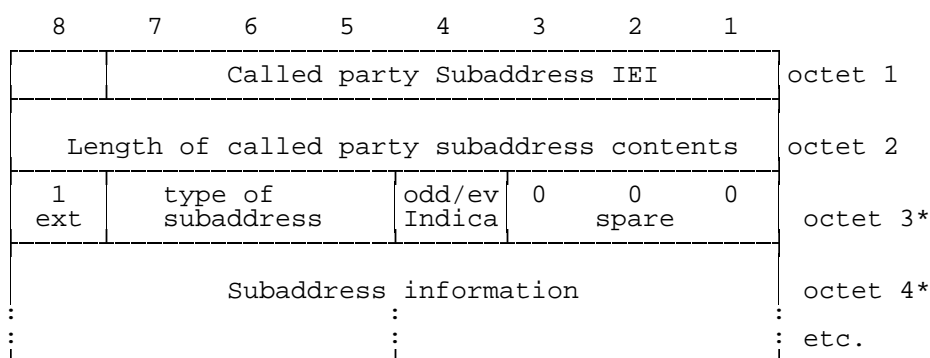 8 7 6 5 4 3 2 1
Called party Subaddress IEI octet 1
Length of called party subaddress contents octet 2
1 type of odd/ev 0 0 0
ext subaddress Indica spare octet 3*
Subaddress information octet 4*
: : :
: : : etc.